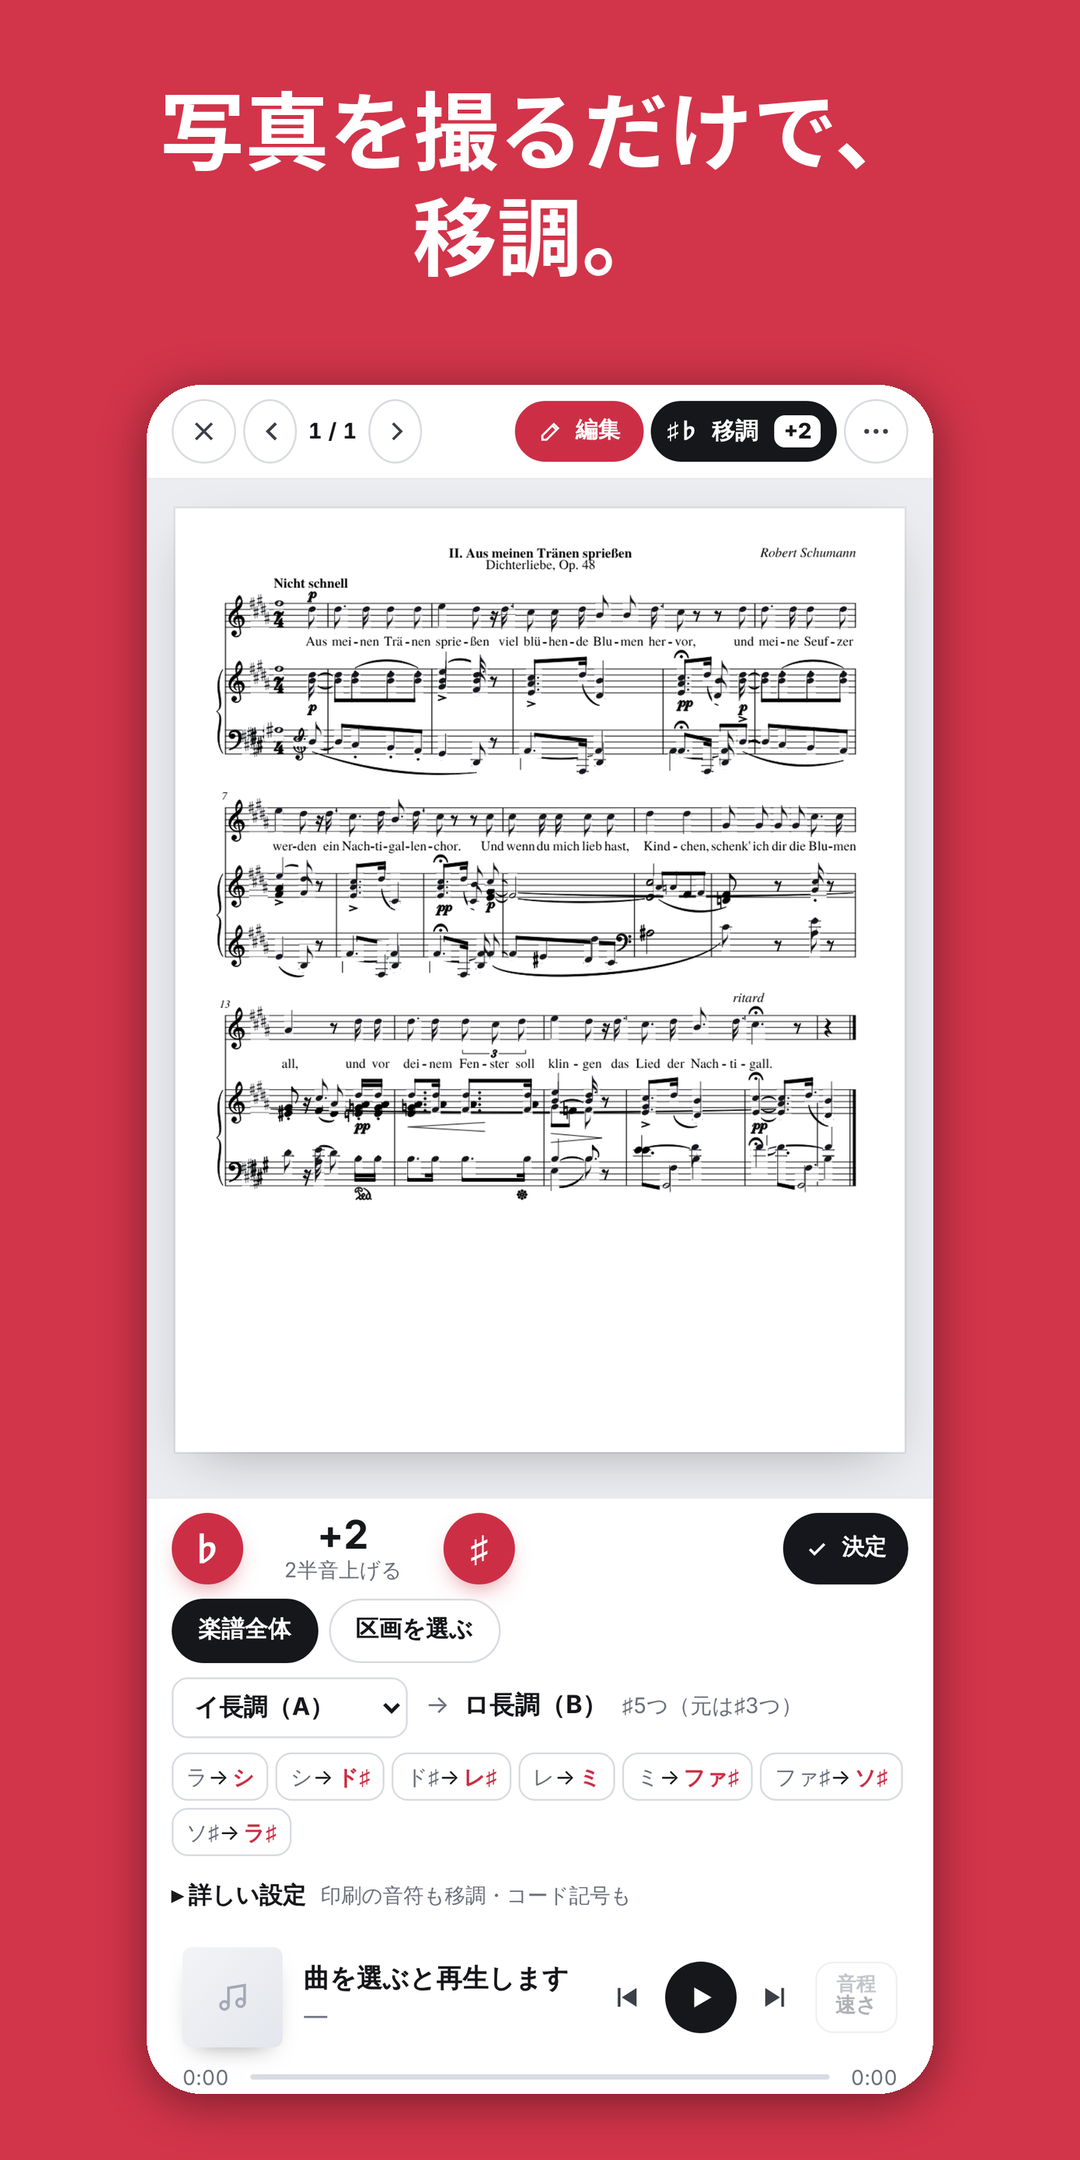 写真を撮るだけで、
移調。
1 / 1
編集
♯♭ 移調 +2
II. Aus meinen Tränen sprießen
Robert Schumann
Dichterliebe, Op. 48
Nicht schnell
p
Aus mei-nen Trä-nen sprie-ßen viel blü-hen-de Blu-men her-vor, und mei-ne Seuf-zer
p pp p
7
wer-den ein Nach-ti-gal-len-chor. Und wenn du mich lieb hast, Kind-chen, schenk' ich dir die Blu-men
pp p
13
ritard
3
all, und vor dei-nem Fen-ster soll klin-gen das Lied der Nach-ti-gall.
pp pp
♭ +2 ♯
2半音上げる
✓ 決定
楽譜全体 区画を選ぶ
イ長調（A） → ロ長調（B） ♯5つ（元は♯3つ）
ラ→シ シ→ド♯ ド♯→レ♯ レ→ミ ミ→ファ♯ ファ♯→ソ♯
ソ♯→ラ♯
▸詳しい設定 印刷の音符も移調・コード記号も
曲を選ぶと再生します
—
音程
速さ
0:00 0:00